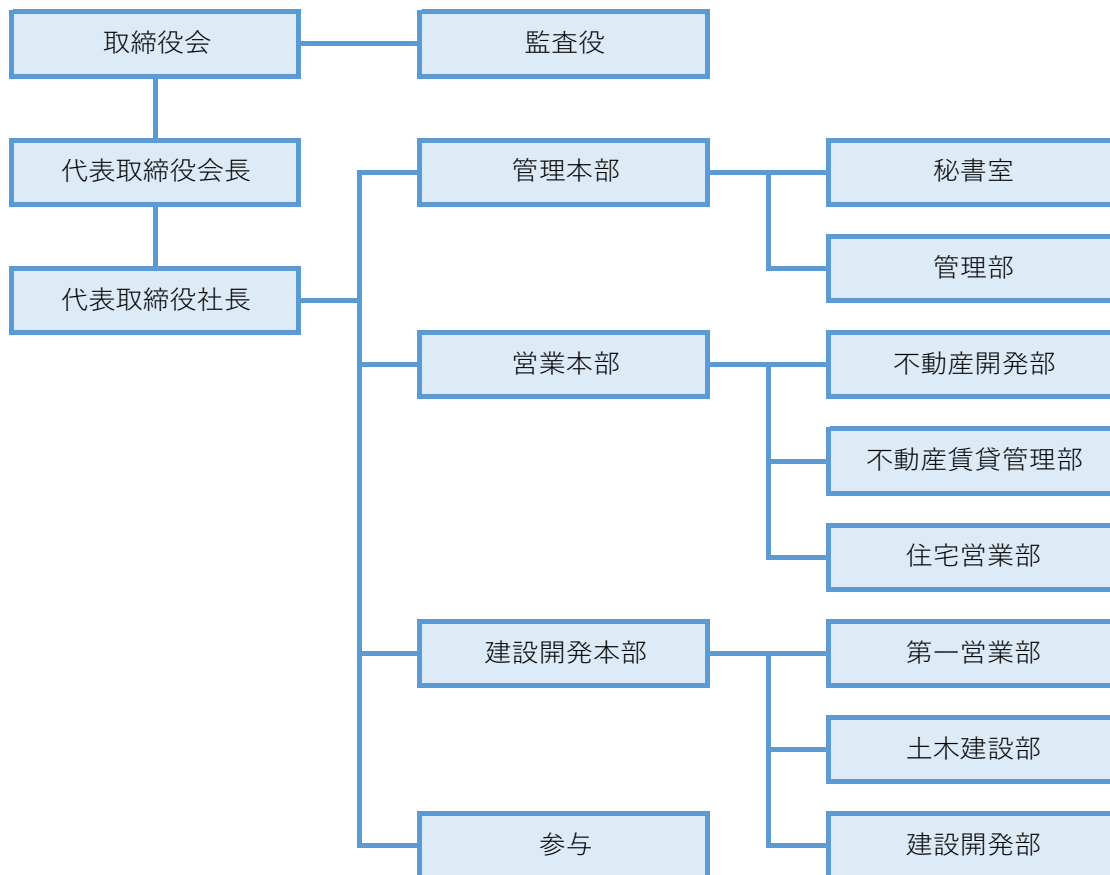 取締役会
監査役
代表取締役会長
管理本部
秘書室
管理部
代表取締役社長
営業本部
不動産開発部
不動産賃貸管理部
住宅営業部
建設開発本部
第一営業部
土木建設部
参与
建設開発部